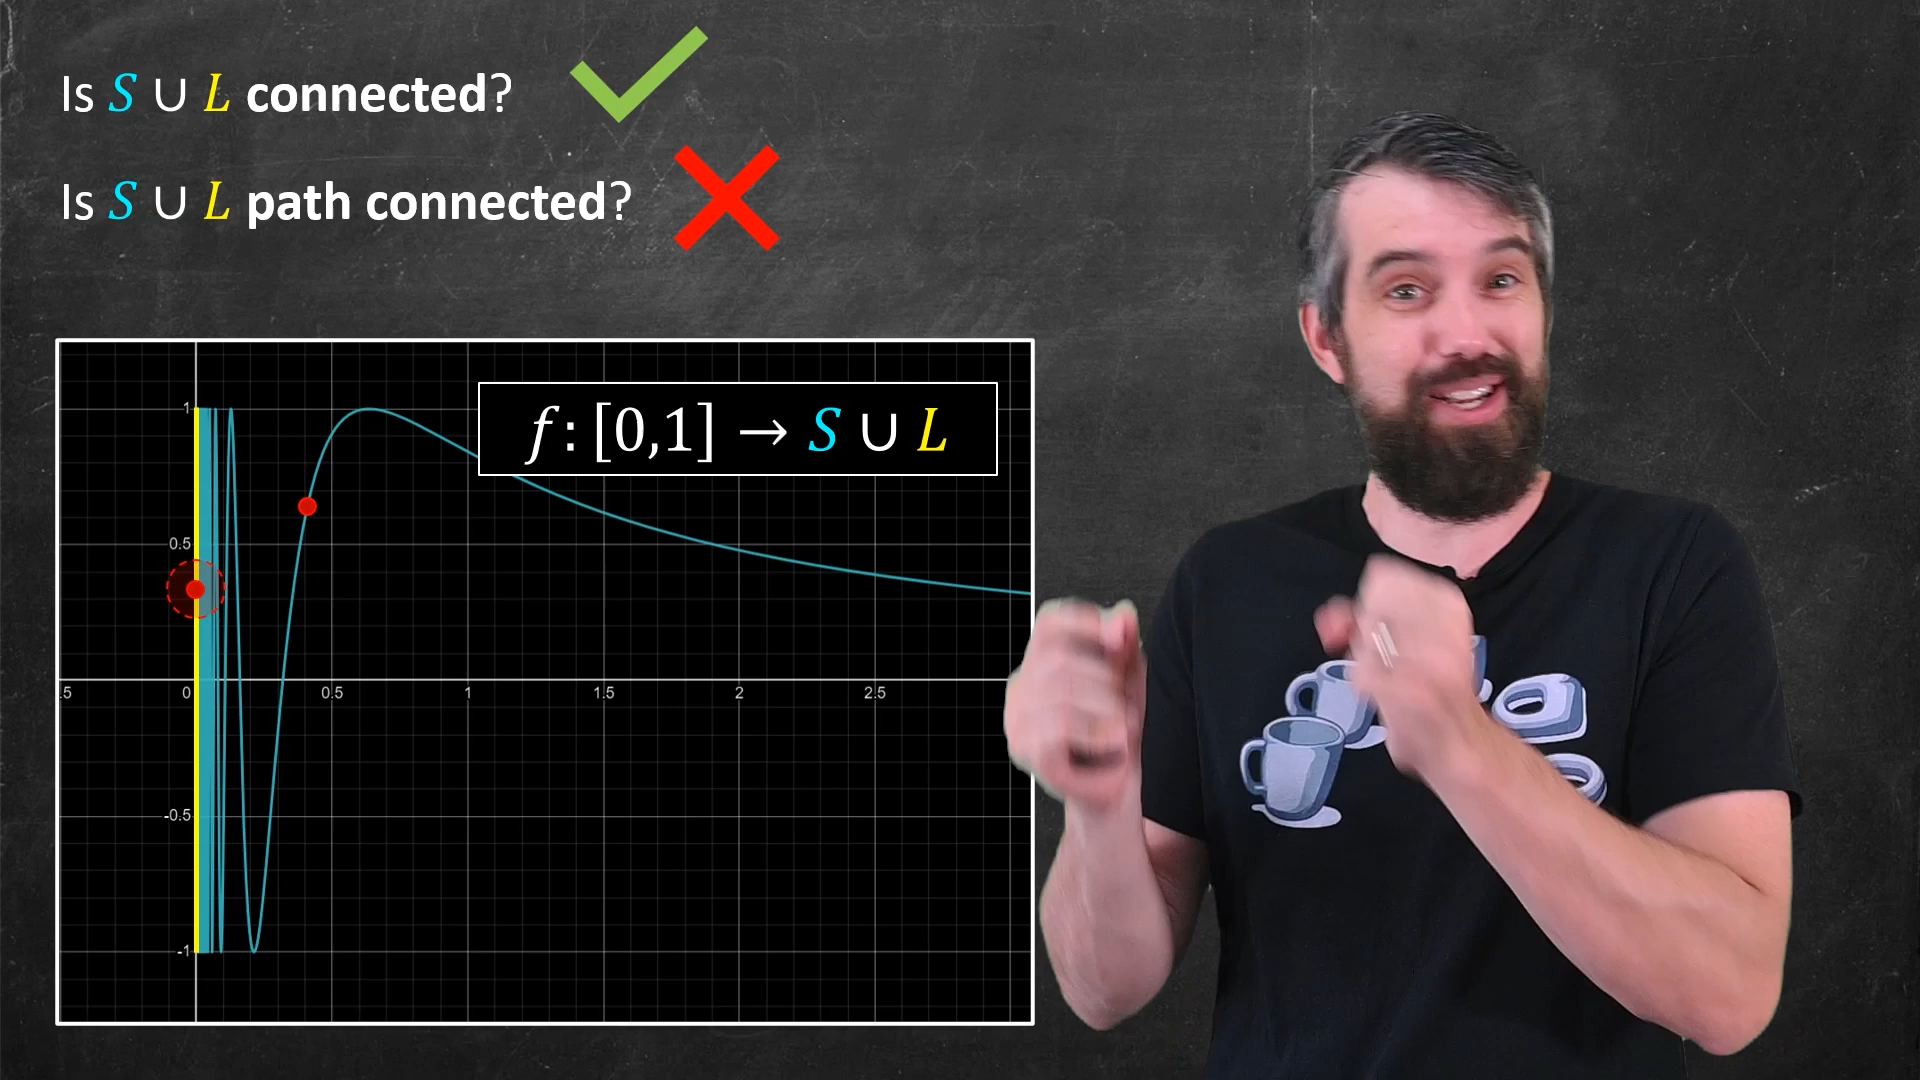 Is S ∪ L connected?
Is S ∪ L path connected?
f: [0,1] → S ∪ L
1
0.5
.5 0 0.5 1 1.5 2 2.5
-0.5
-1